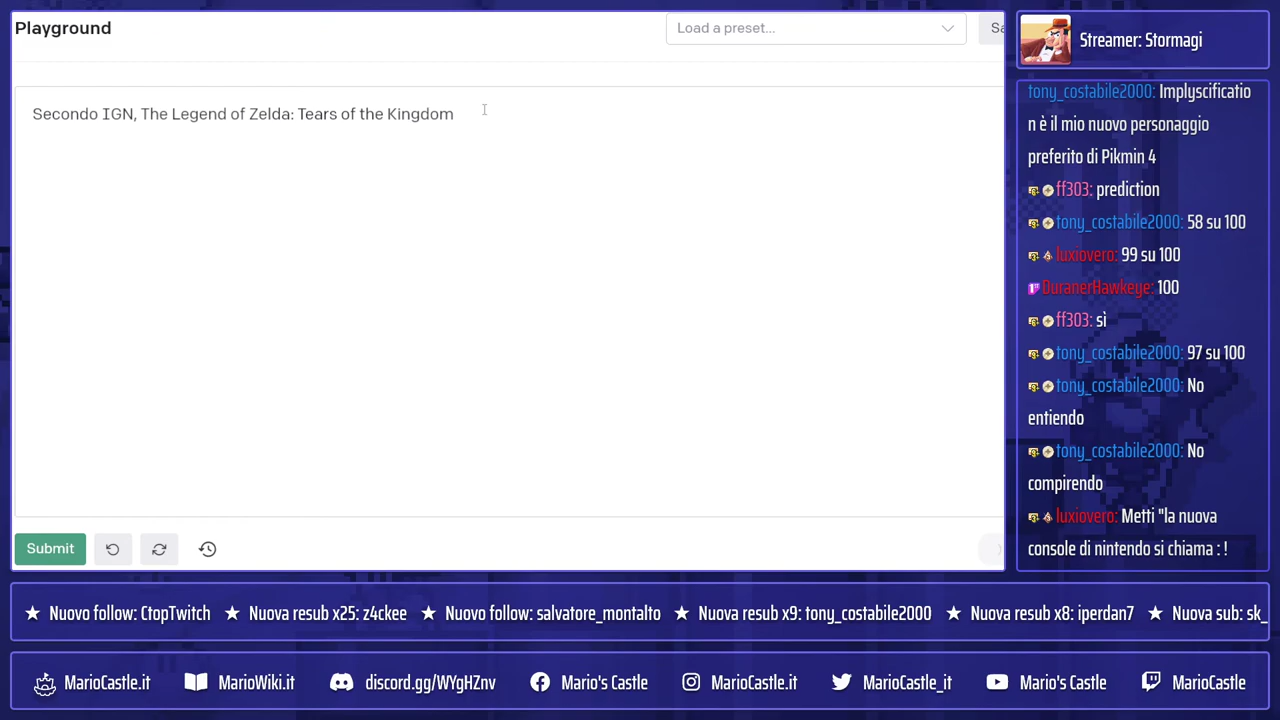 Playground
Load a preset...
Sa
Secondo IGN, The Legend of Zelda: Tears of the Kingdom
Submit
Streamer: Stormagi
tony_costabile2000: Implyscificatio
n è il mio nuovo personaggio
preferito di Pikmin 4
ff303: prediction
tony_costabile2000: 58 su 100
luxiovero: 99 su 100
DuranerHawkeye: 100
ff303: sì
tony_costabile2000: 97 su 100
tony_costabile2000: No
entiendo
tony_costabile2000: No
compirendo
luxiovero: Metti "la nuova
console di nintendo si chiama : !
★ Nuovo follow: CtopTwitch ★ Nuova resub x25: z4ckee ★ Nuovo follow: salvatore_montalto ★ Nuova resub x9: tony_costabile2000 ★ Nuova resub x8: iperdan7 ★ Nuova sub: sk_
MarioCastle.it MarioWiki.it discord.gg/WYgHZnv Mario's Castle MarioCastle.it MarioCastle_it Mario's Castle MarioCastle